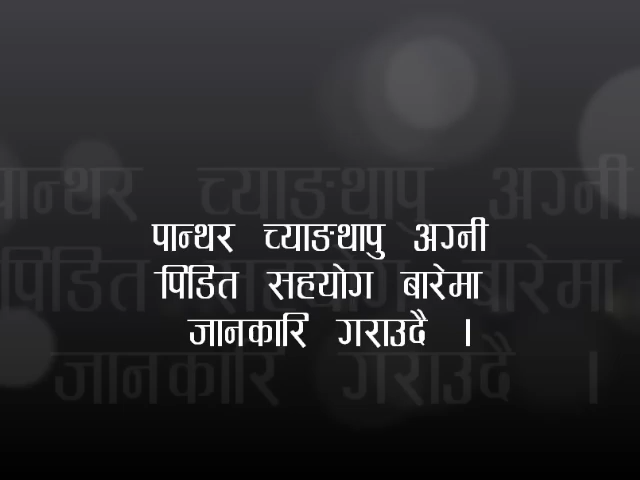 पान्थर च्याङथापु अग्नी
पिंडित सहयोग बारेमा
जानकारि गराउदै ।